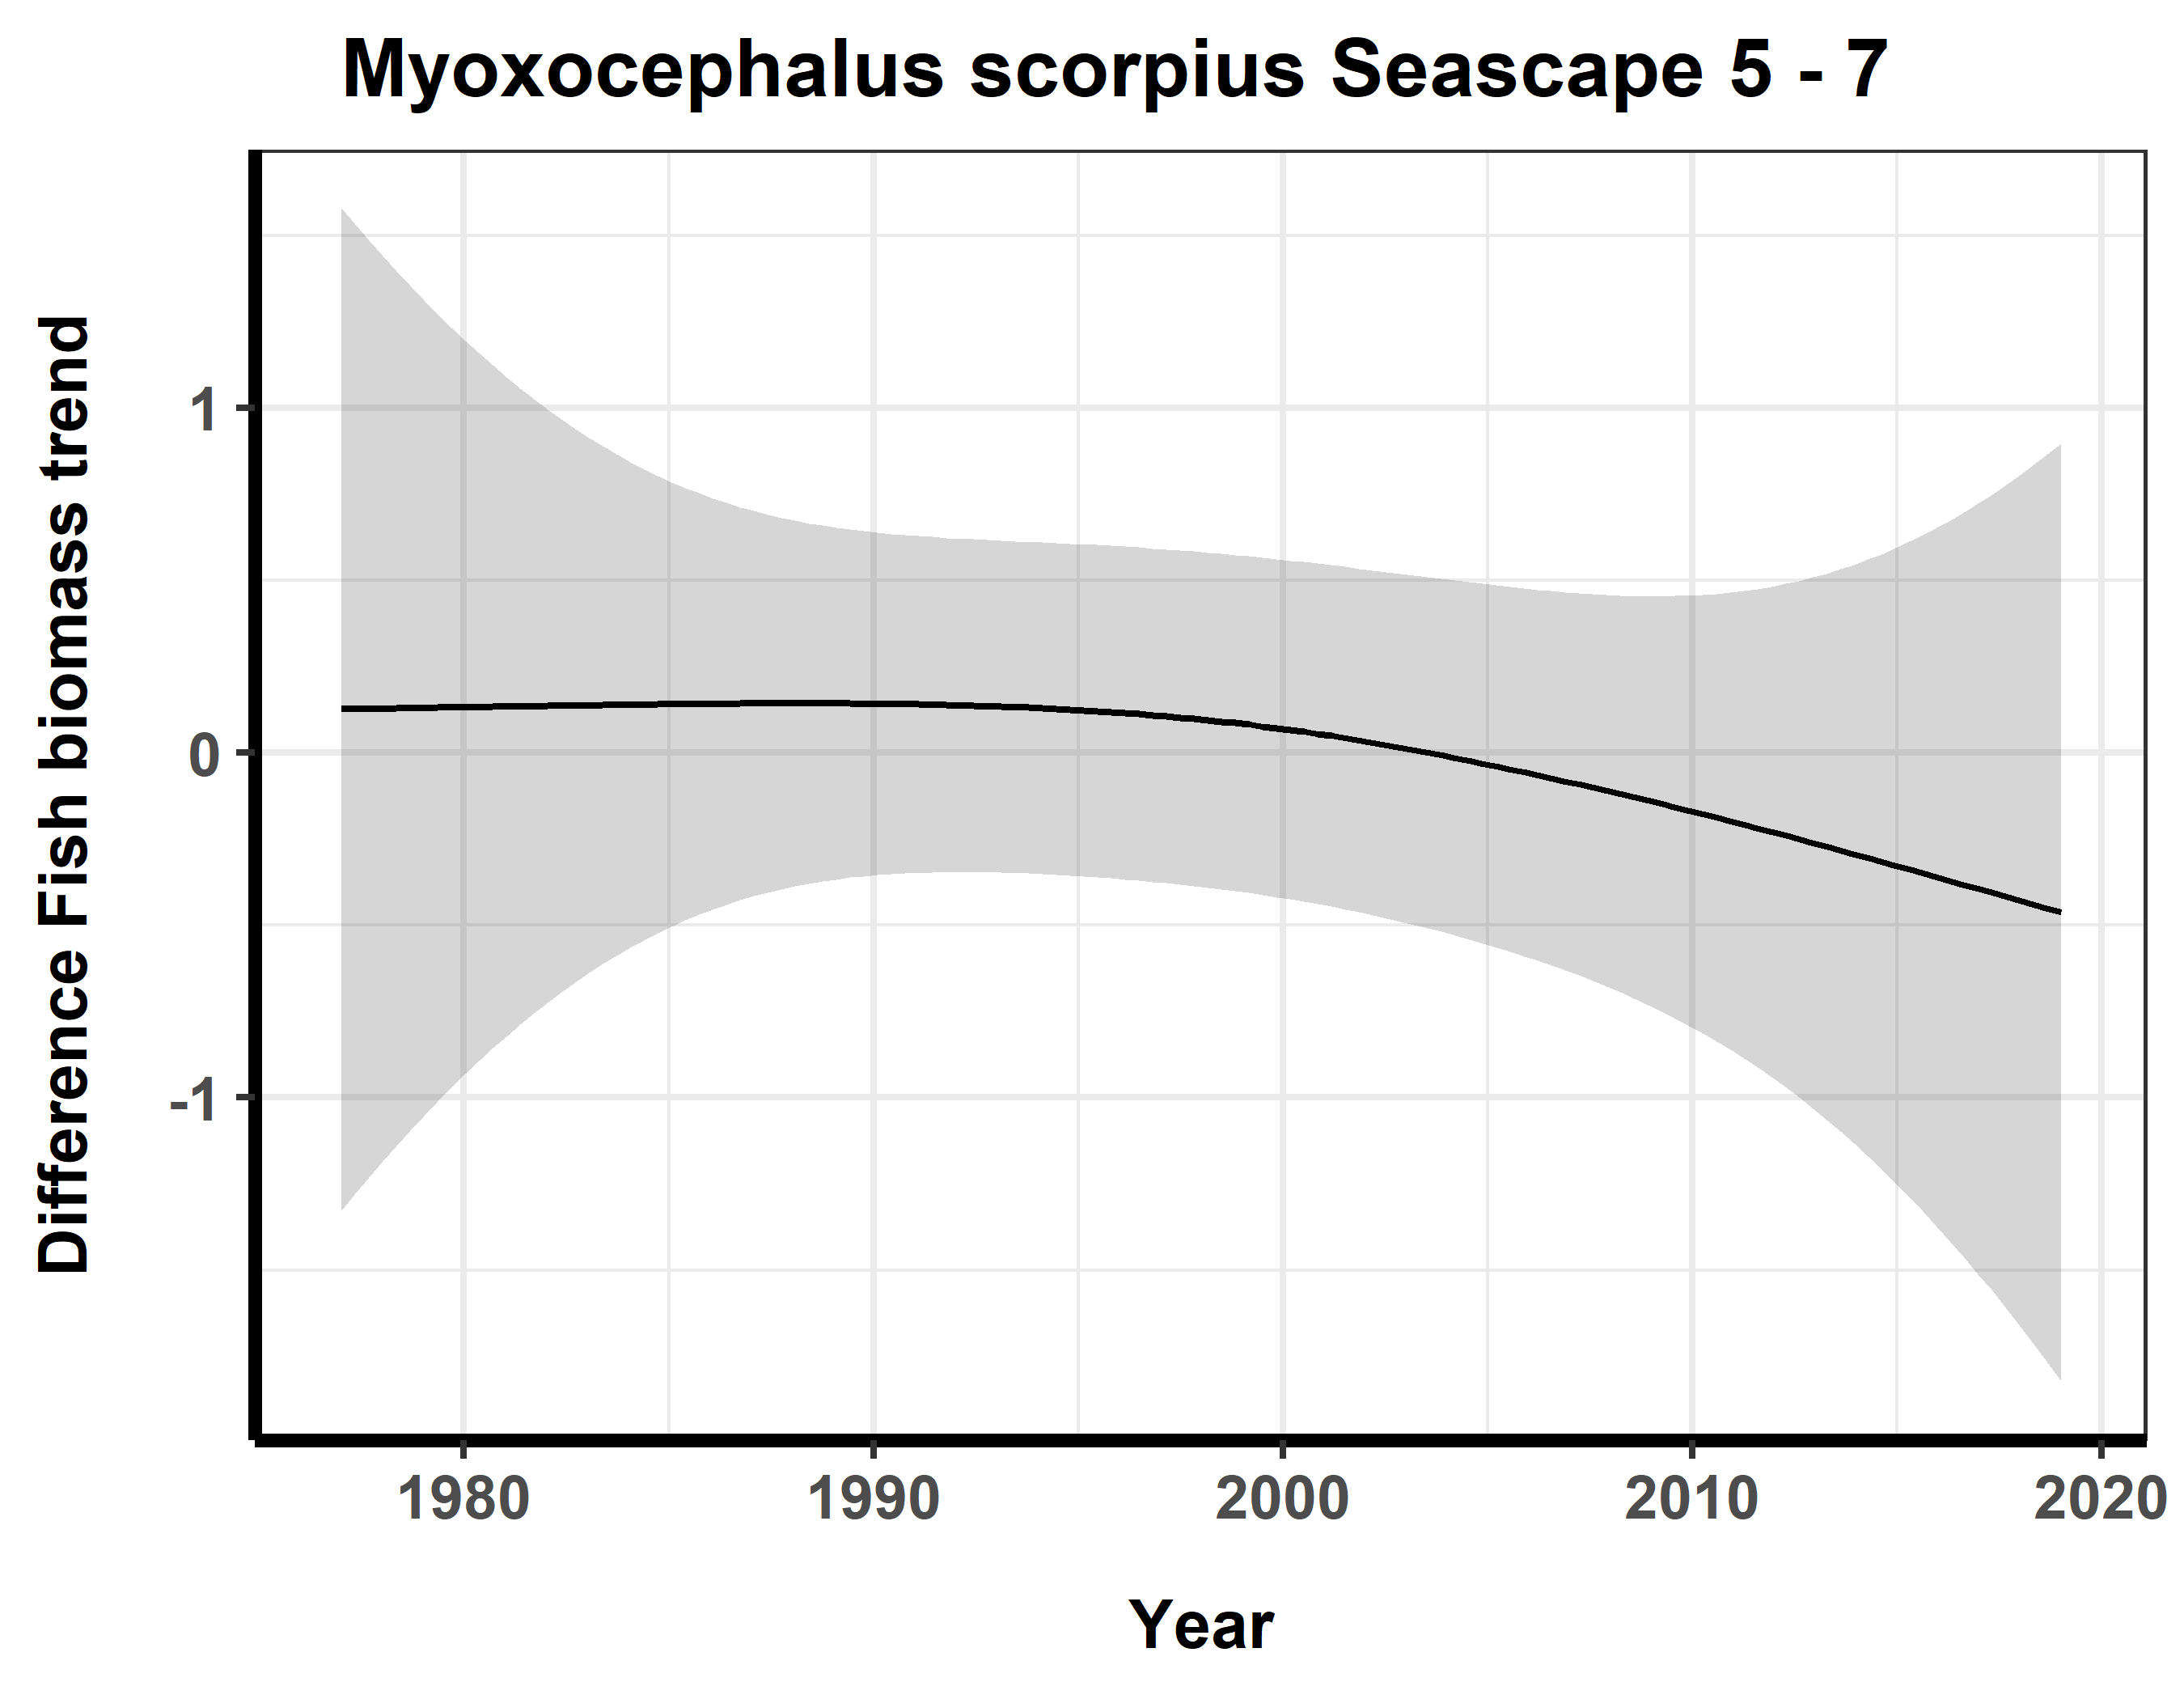 Myoxocephalus scorpius Seascape 5 - 7
Difference Fish biomass trend
1
0
-1
1980 1990 2000 2010 2020
Year